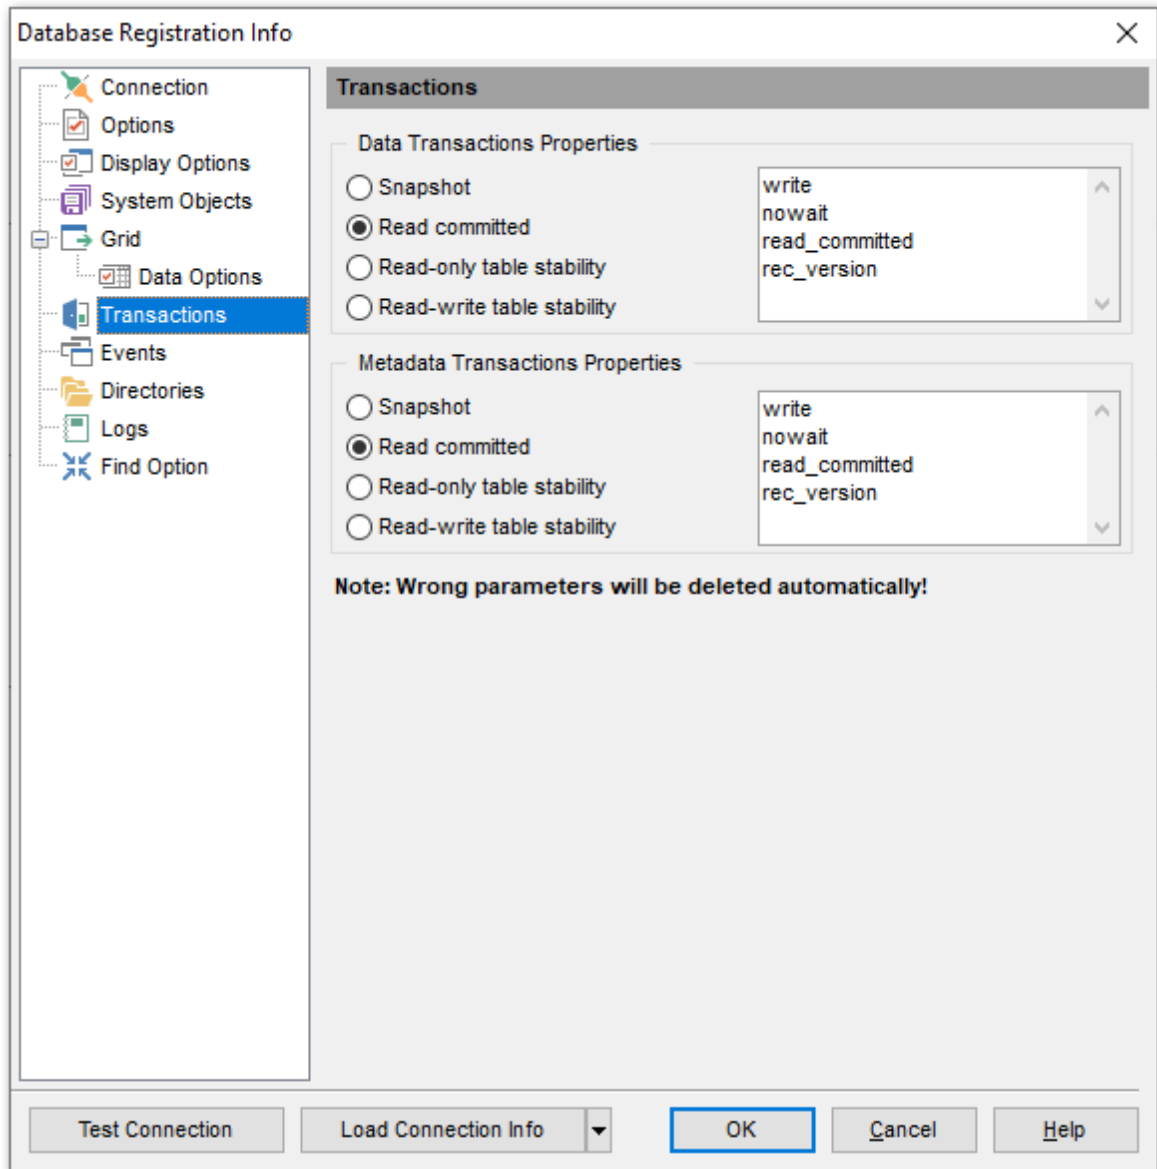 Database Registration Info
Connection
Options
Display Options
System Objects
Grid
Data Options
Transactions
Events
Directories
Logs
Find Option
Transactions
Data Transactions Properties
Snapshot
Read committed
Read-only table stability
Read-write table stability
write
nowait
read_committed
rec_version
Metadata Transactions Properties
Snapshot
Read committed
Read-only table stability
Read-write table stability
write
nowait
read_committed
rec_version
Note: Wrong parameters will be deleted automatically!
Test Connection
Load Connection Info
OK
Cancel
Help